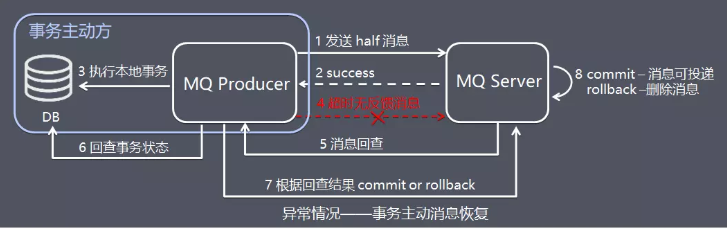 事务主动方
1 发送 half 消息
3 执行本地事务
MQ Producer
2 success
MQ Server
8 commit – 消息可投递
rollback –删除消息
4 超时无反馈消息
DB
5 消息回查
6 回查事务状态
7 根据回查结果 commit or rollback
异常情况——事务主动消息恢复